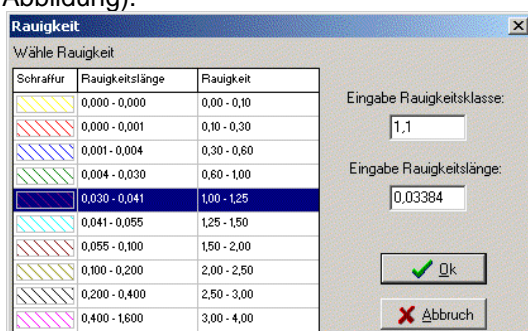 Abbildung):
Rauigkeit
Wähle Rauigkeit
Schraffur Rauigkeitslänge Rauigkeit
0,000 - 0,000 0,00 - 0,10
0,000 - 0,001 0,10 - 0,30
0,001 - 0,004 0,30 - 0,60
0,004 - 0,030 0,60 - 1,00
0,030 - 0,041 1,00 - 1,25
0,041 - 0,055 1,25 - 1,50
0,055 - 0,100 1,50 - 2,00
0,100 - 0,200 2,00 - 2,50
0,200 - 0,400 2,50 - 3,00
0,400 - 1,600 3,00 - 4,00
Eingabe Rauigkeitsklasse:
1,1
Eingabe Rauigkeitslänge:
0,03384
Ok
Abbruch